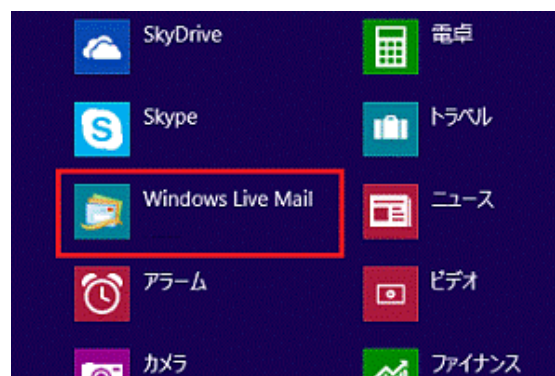 SkyDrive
Skype
Windows Live Mail
アラーム
カメラ
電卓
トラベル
ニュース
ビデオ
ファイナンス